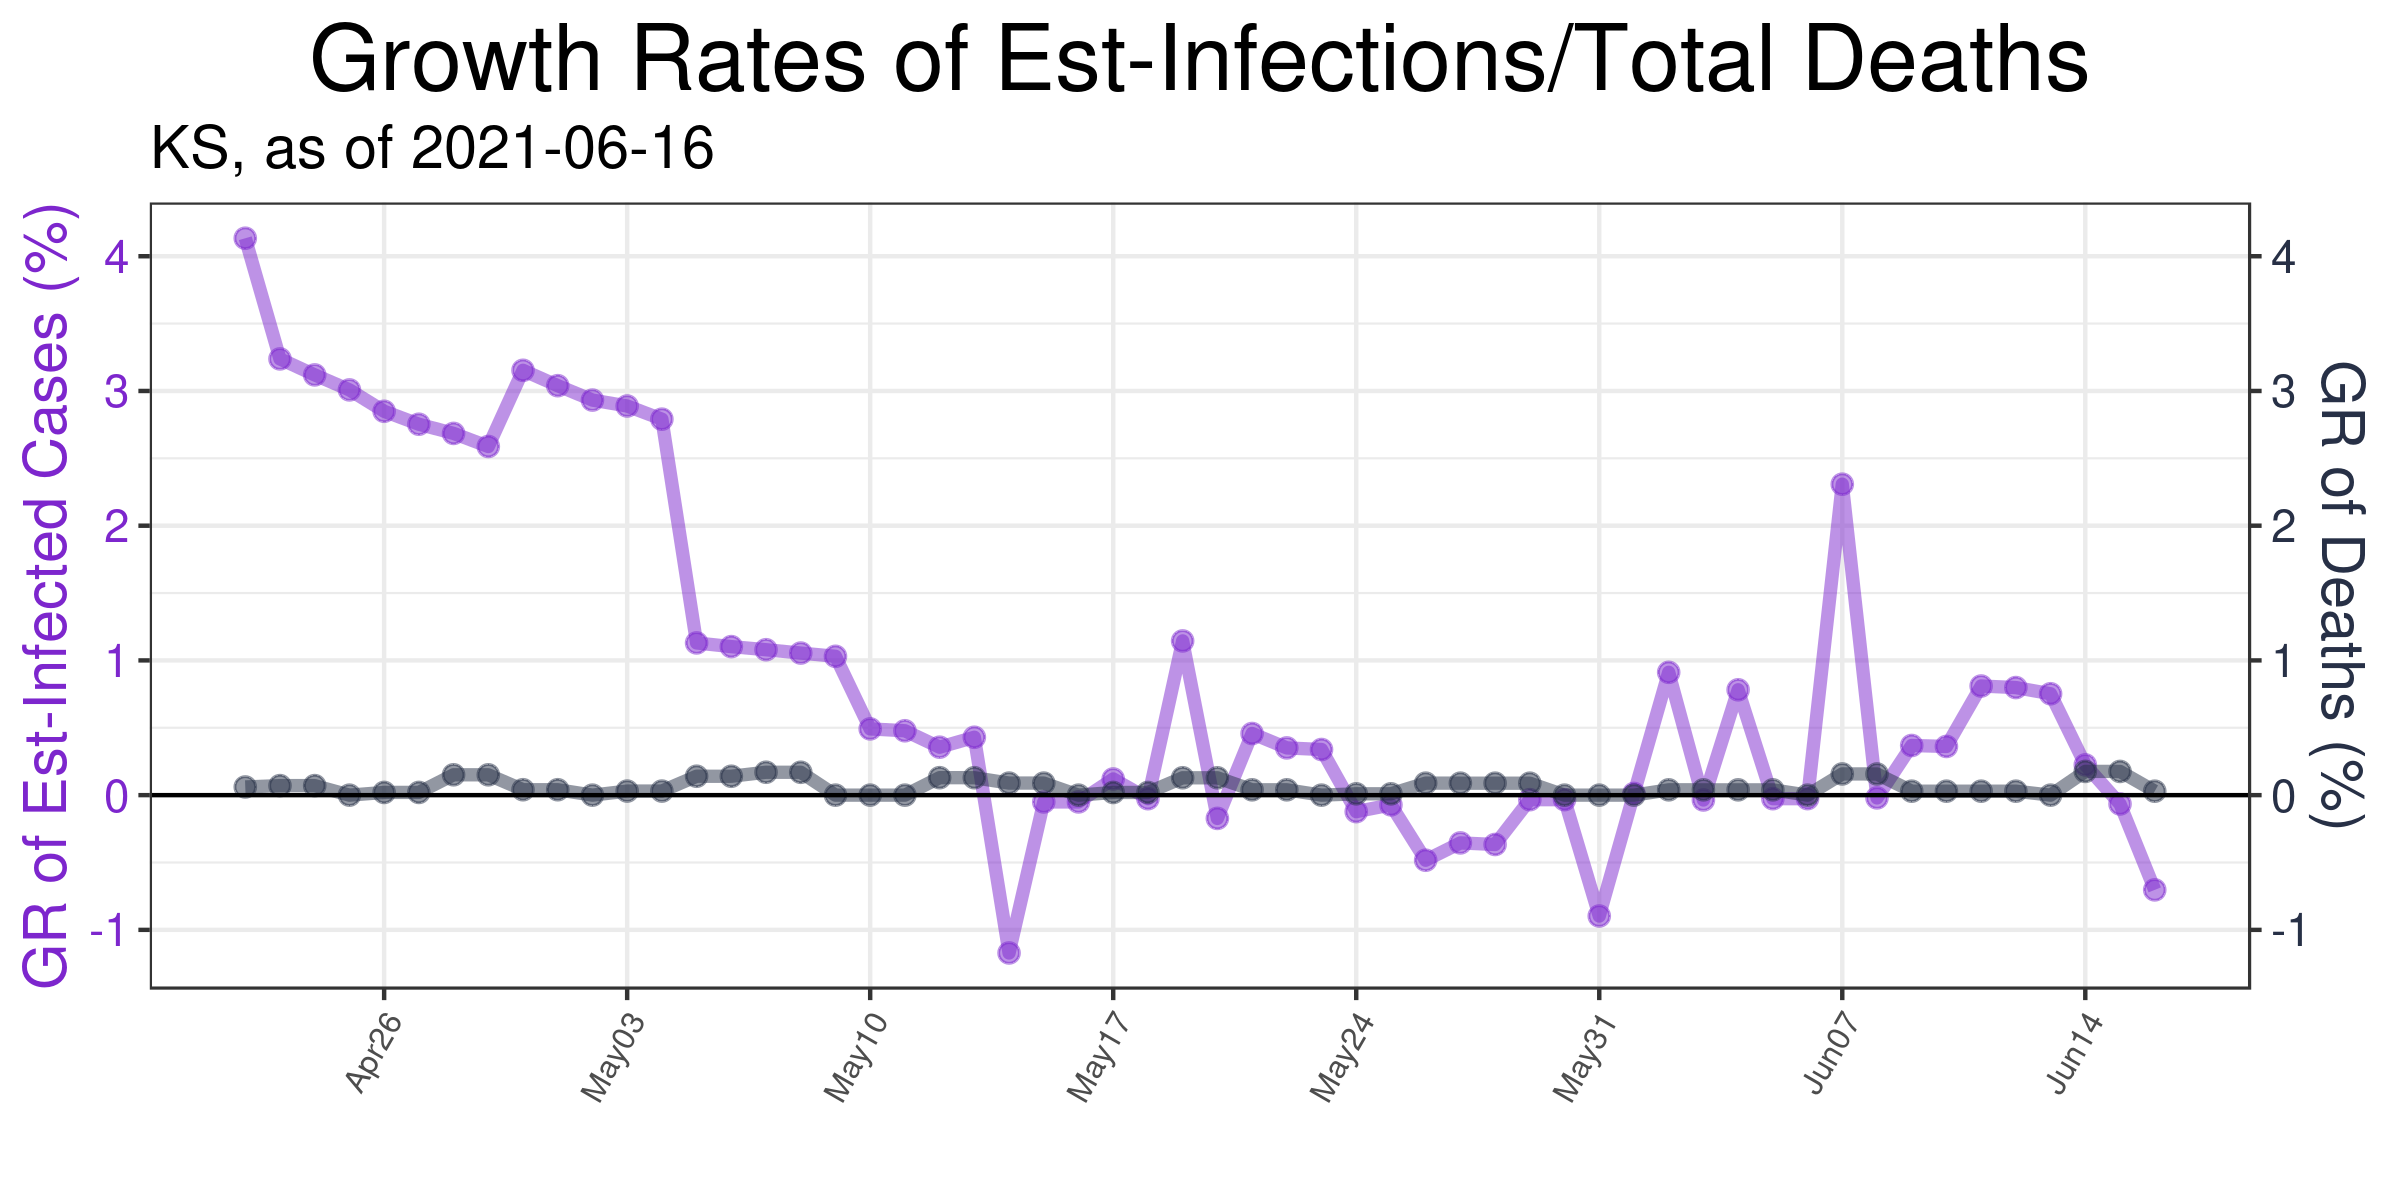 Growth Rates of Est-Infections/Total Deaths
KS, as of 2021-06-16
GR of Est-Infected Cases (%)
4
3
2
1
0
-1
4
3
2
1
0
-1
GR of Deaths (%)
Apr26
May03
May10
May17
May24
May31
Jun07
Jun14